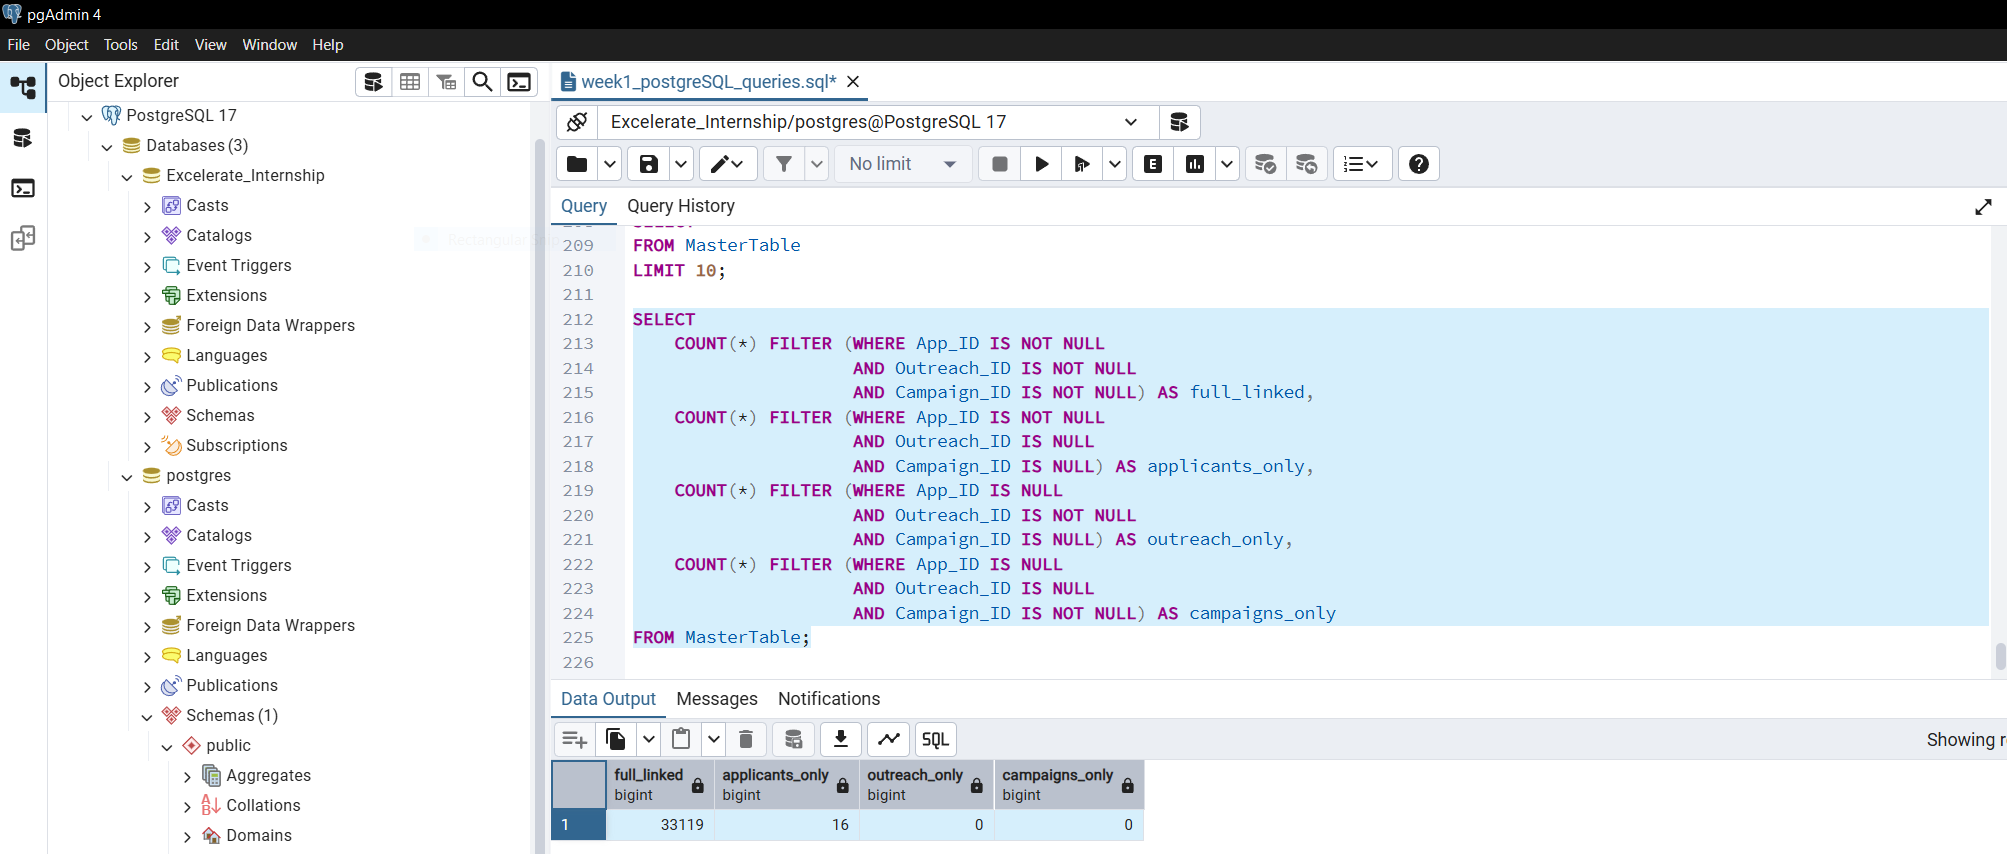 pgAdmin 4
File Object Tools Edit View Window Help
Object Explorer
PostgreSQL 17
Databases (3)
Excelerate_Internship
Casts
Catalogs
Event Triggers
Extensions
Foreign Data Wrappers
Languages
Publications
Schemas
Subscriptions
postgres
Casts
Catalogs
Event Triggers
Extensions
Foreign Data Wrappers
Languages
Publications
Schemas (1)
public
Aggregates
Collations
Domains
week1_postgreSQL_queries.sql*
Excelerate_Internship/postgres@PostgreSQL 17
No limit
E
Query Query History
209 FROM MasterTable
210 LIMIT 10;
211
212 SELECT
213 COUNT(*) FILTER (WHERE App_ID IS NOT NULL
214 AND Outreach_ID IS NOT NULL
215 AND Campaign_ID IS NOT NULL) AS full_linked,
216 COUNT(*) FILTER (WHERE App_ID IS NOT NULL
217 AND Outreach_ID IS NULL
218 AND Campaign_ID IS NULL) AS applicants_only,
219 COUNT(*) FILTER (WHERE App_ID IS NULL
220 AND Outreach_ID IS NOT NULL
221 AND Campaign_ID IS NULL) AS outreach_only,
222 COUNT(*) FILTER (WHERE App_ID IS NULL
223 AND Outreach_ID IS NULL
224 AND Campaign_ID IS NOT NULL) AS campaigns_only
225 FROM MasterTable;
226
Data Output Messages Notifications
SQL
Showing r
full_linked applicants_only outreach_only campaigns_only
bigint bigint bigint bigint
1 33119 16 0 0